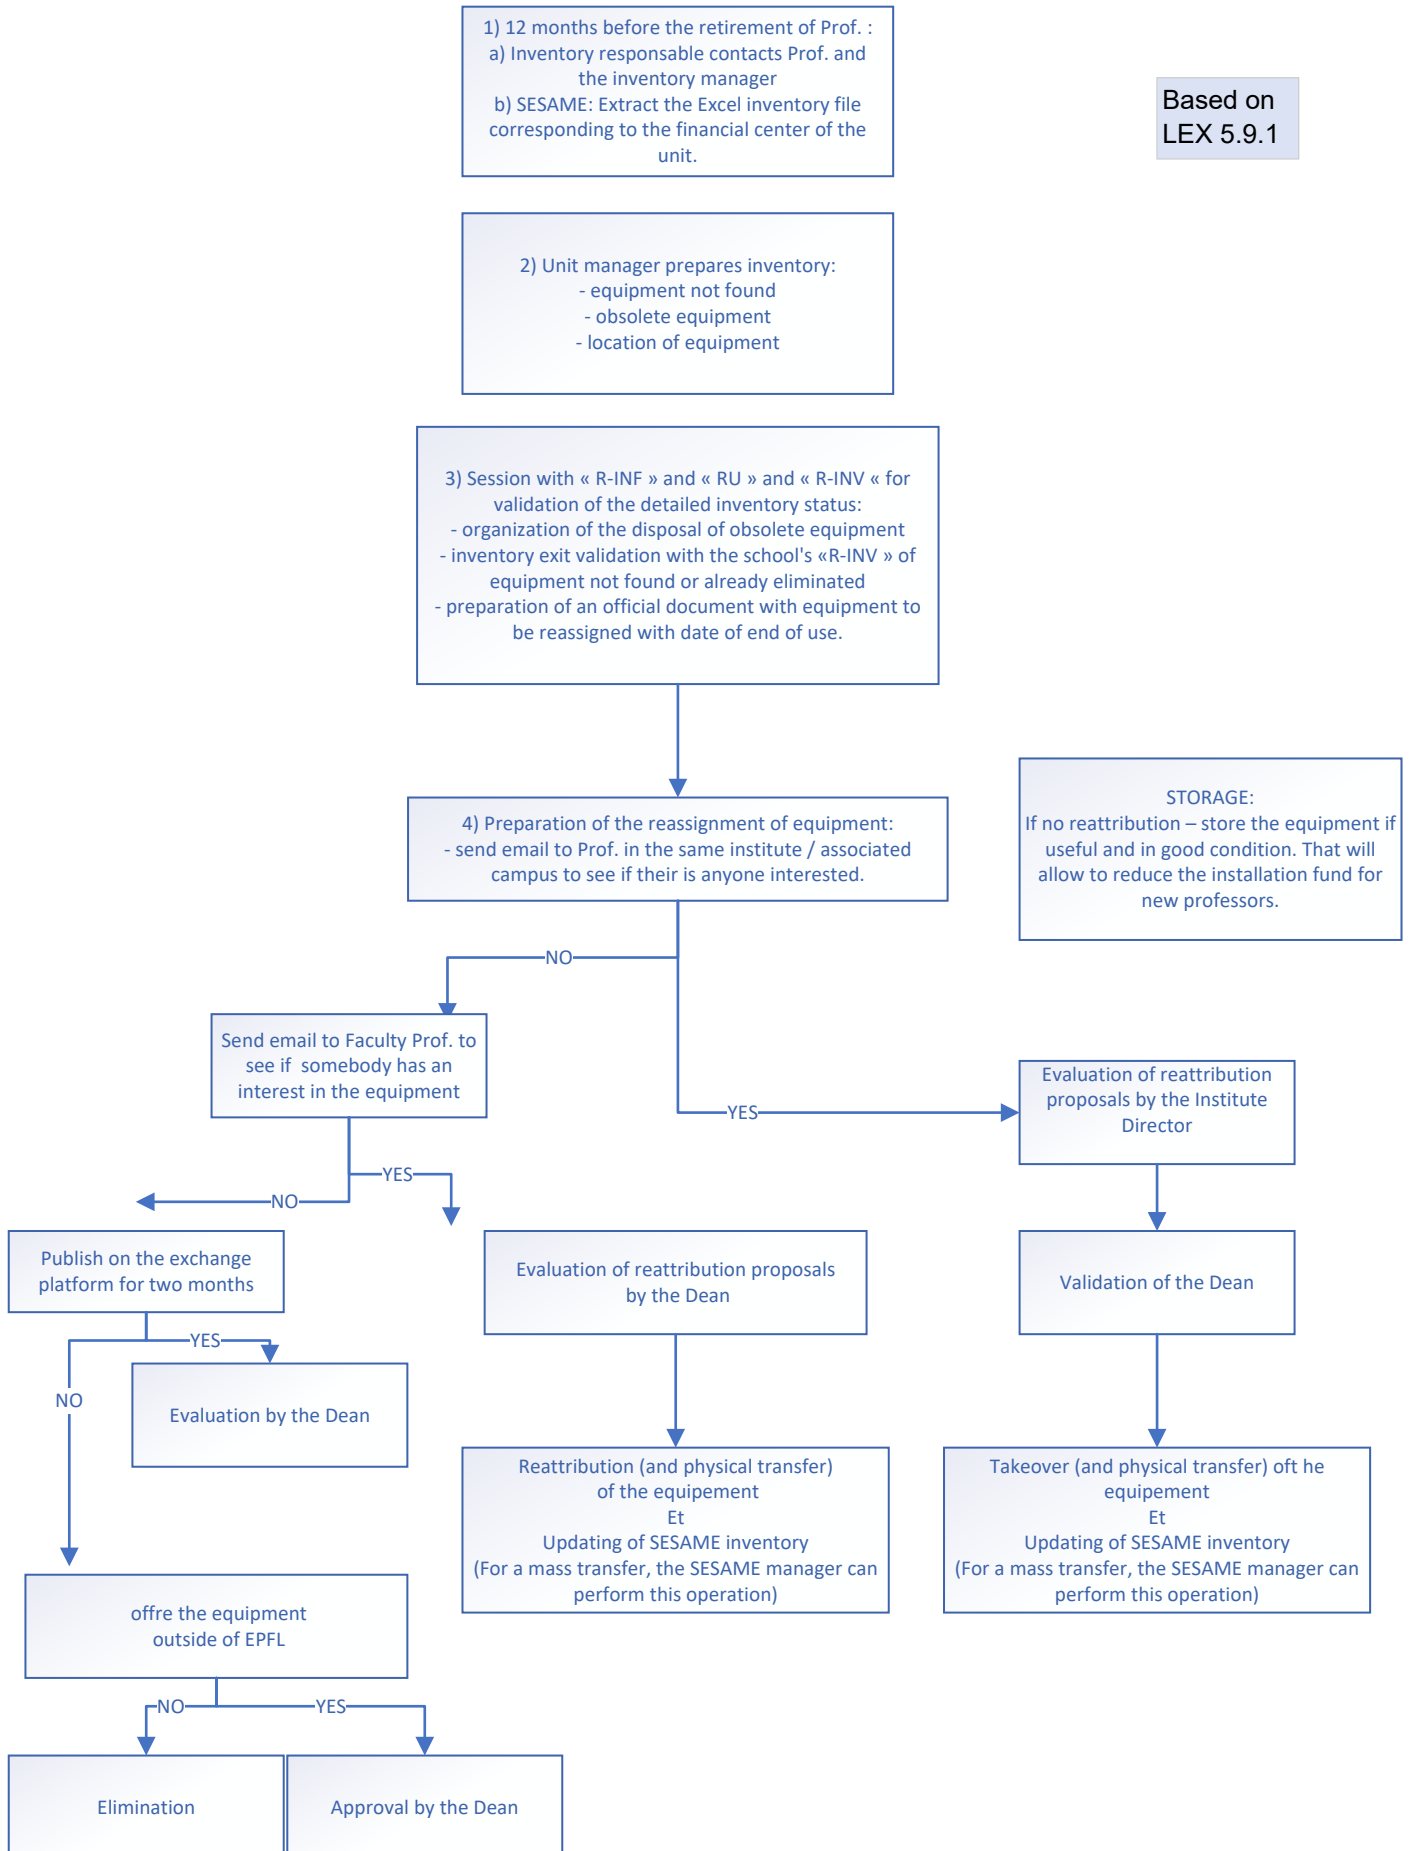 1) 12 months before the retirement of Prof. :
a) Inventory responsable contacts Prof. and
the inventory manager
b) SESAME: Extract the Excel inventory file
corresponding to the financial center of the
unit.
Based on
LEX 5.9.1
2) Unit manager prepares inventory:
- equipment not found
- obsolete equipment
- location of equipment
3) Session with « R-INF » and « RU » and « R-INV « for
validation of the detailed inventory status:
- organization of the disposal of obsolete equipment
- inventory exit validation with the school's «R-INV » of
equipment not found or already eliminated
- preparation of an official document with equipment to
be reassigned with date of end of use.
4) Preparation of the reassignment of equipment:
- send email to Prof. in the same institute / associated
campus to see if their is anyone interested.
STORAGE:
If no reattribution – store the equipment if
useful and in good condition. That will
allow to reduce the installation fund for
new professors.
NO
Send email to Faculty Prof. to
see if  somebody has an
interest in the equipment
YES
Evaluation of reattribution
proposals by the Institute
Director
YES
NO
Publish on the exchange
platform for two months
Evaluation of reattribution proposals
by the Dean
Validation of the Dean
YES
NO
Evaluation by the Dean
Reattribution (and physical transfer)
of the equipement
Et
Updating of SESAME inventory
(For a mass transfer, the SESAME manager can
perform this operation)
Takeover (and physical transfer) oft he
equipement
Et
Updating of SESAME inventory
(For a mass transfer, the SESAME manager can
perform this operation)
offre the equipment
outside of EPFL
NO
YES
Elimination
Approval by the Dean